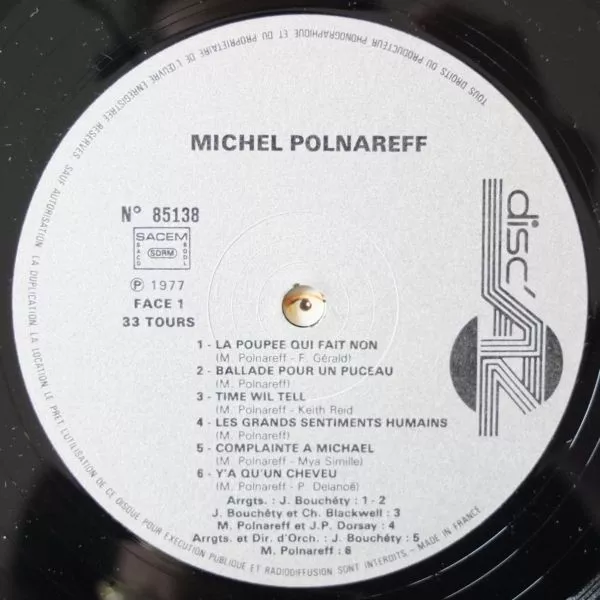 TOUS DROITS DU PRODUCTEUR PHONOGRAPHIQUE ET DU PROPRIETAIRE DE L'ŒUVRE ENREGISTREE RESERVES. SAUF AUTORISATION LA DUPLICATION, LA LOCATION, LE PRET, L'UTILISATION DE CE DISQUE POUR EXECUTION PUBLIQUE ET RADIODIFFUSION SONT INTERDITS. - MADE IN FRANCE
MICHEL POLNAREFF
N° 85138
SACEM
SACD
SDRM
SGDL
℗ 1977
FACE 1
33 TOURS
disc'AZ
1 - LA POUPEE QUI FAIT NON
(M. Polnareff - F. Gérald)
2 - BALLADE POUR UN PUCEAU
(M. Polnareff)
3 - TIME WIL TELL
(M. Polnareff - Keith Reid
4 - LES GRANDS SENTIMENTS HUMAINS
(M. Polnareff)
5 - COMPLAINTE A MICHAEL
(M. Polnareff - Mya Simille)
6 - Y'A QU'UN CHEVEU
(M. Polnareff - P. Delanoë)
Arrgts. : J. Bouchéty : 1 - 2
J. Bouchéty et Ch. Blackwell : 3
M. Polnareff et J.P. Dorsay : 4
Arrgts. et Dir. d'Orch. : J. Bouchéty : 5
M. Polnareff : 6